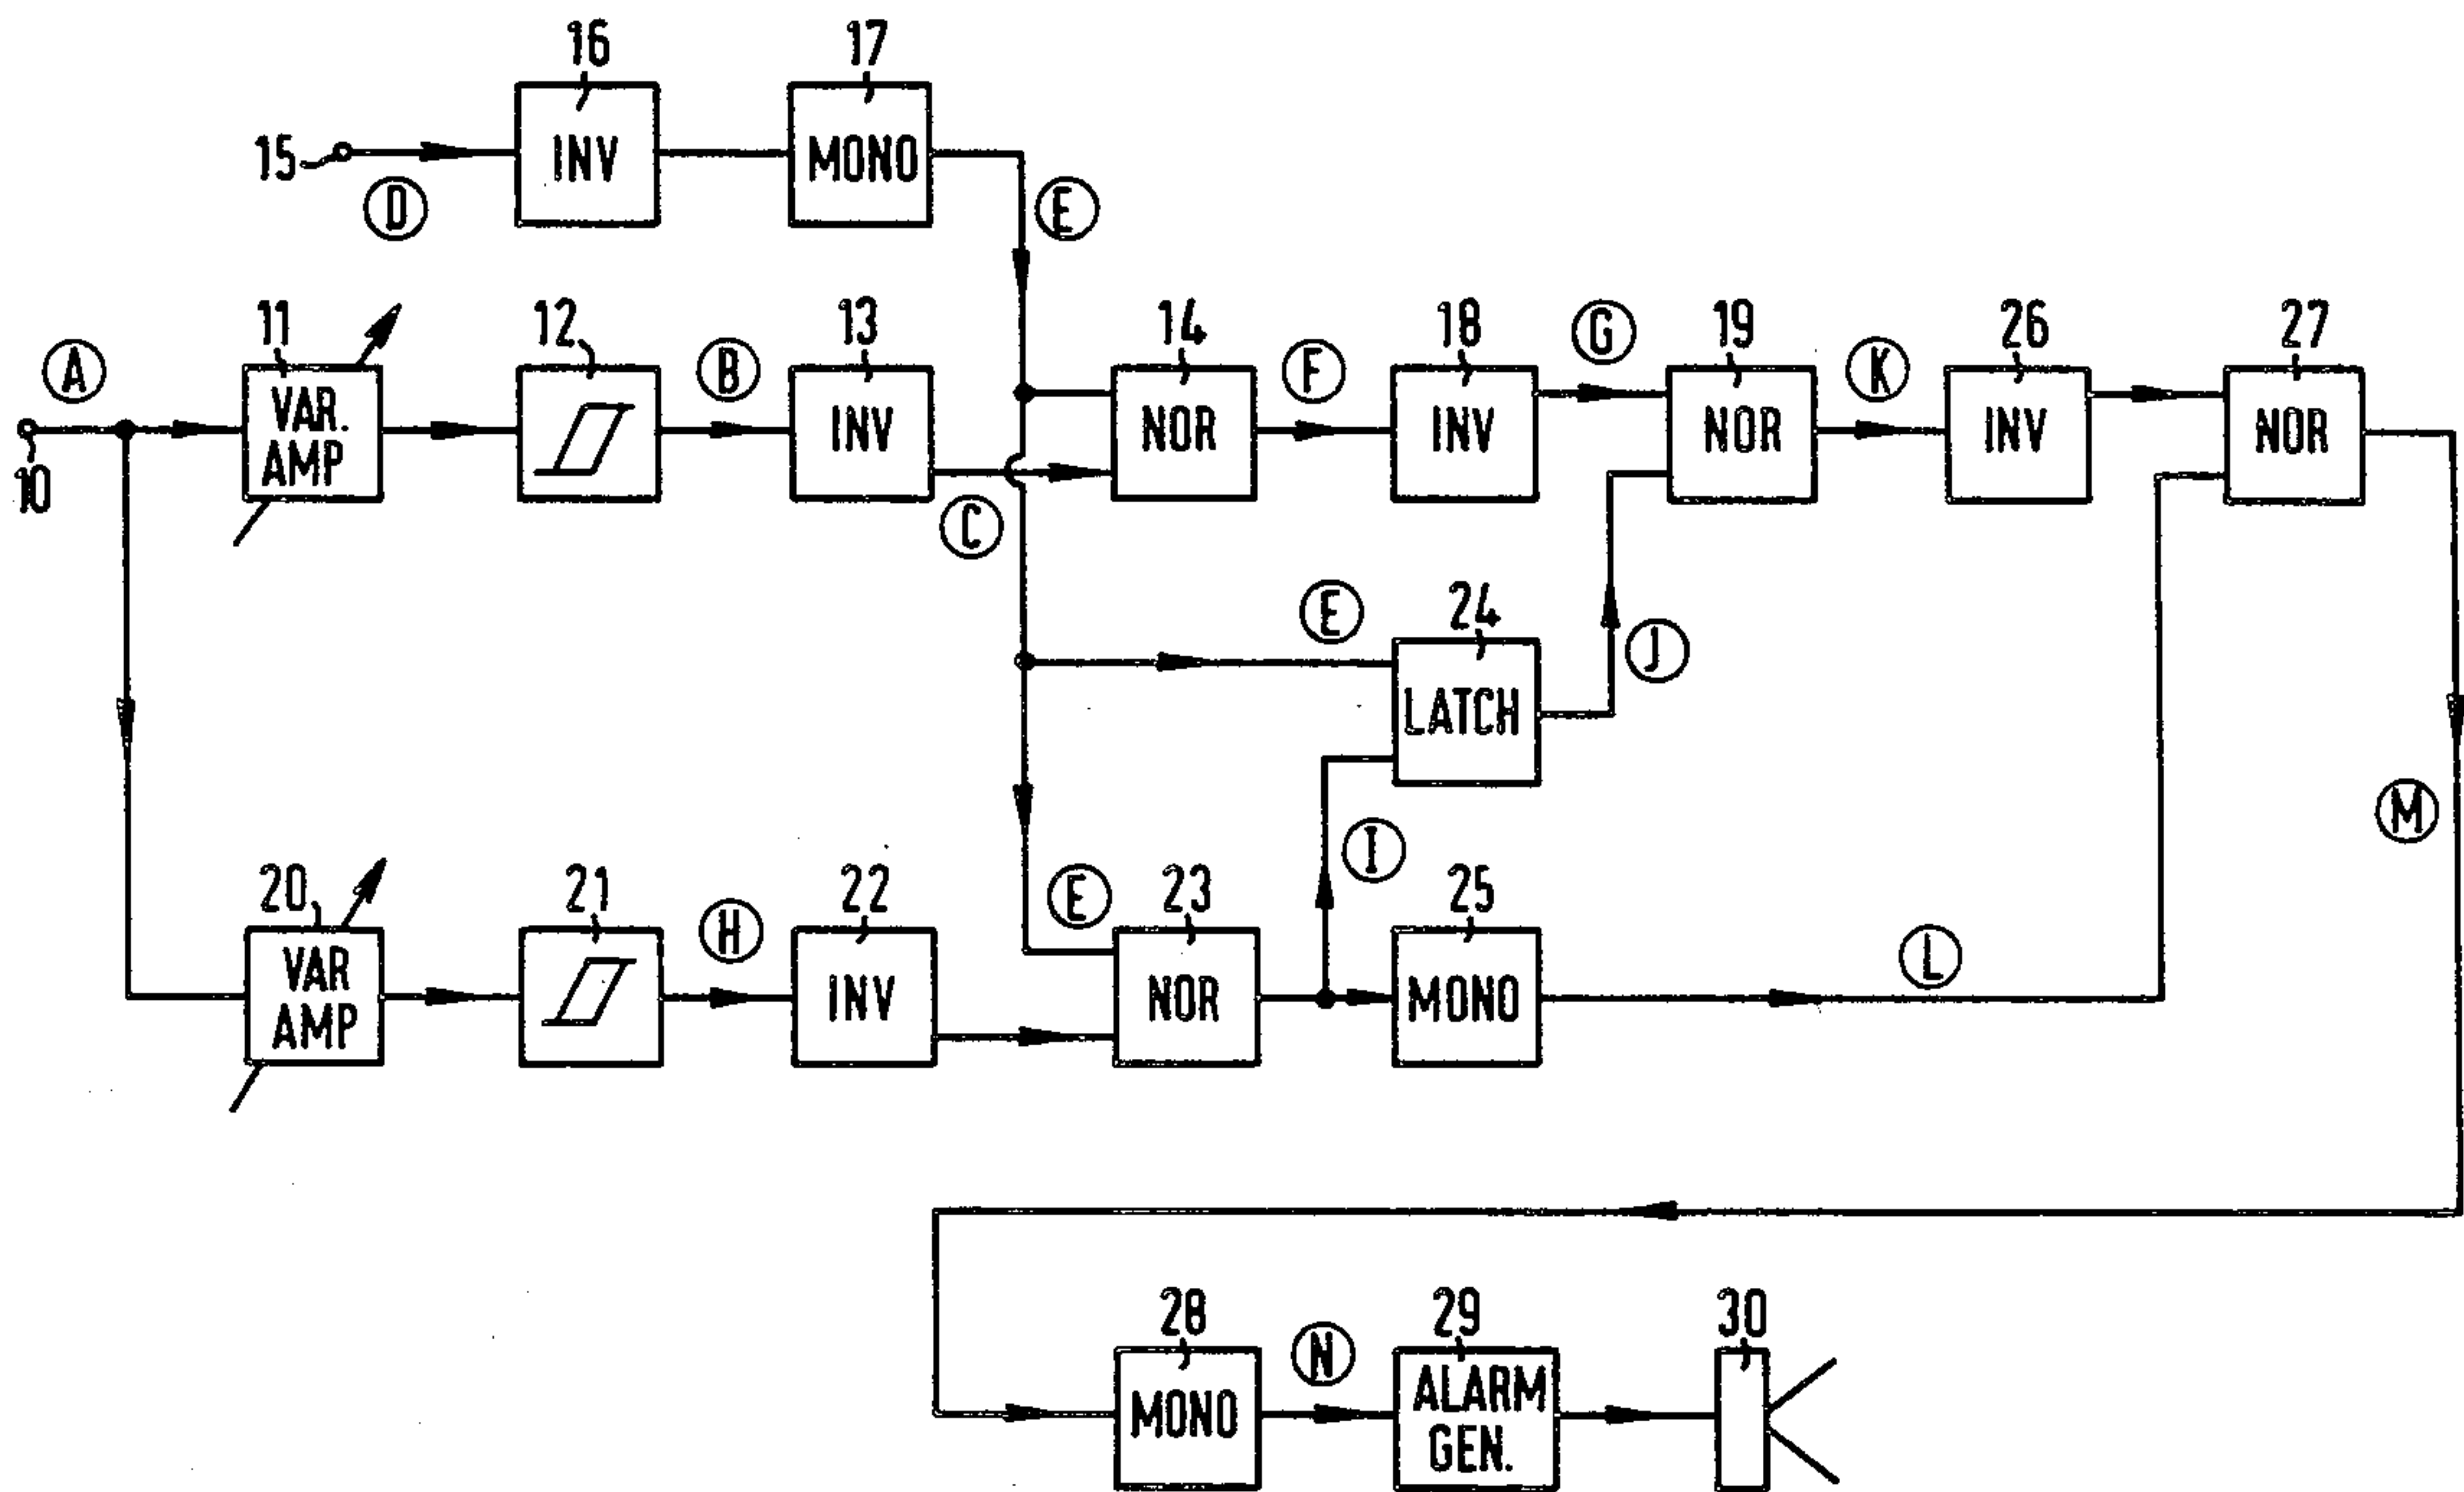 16 17
15 INV MONO
D E
11 12 13 14 18 G 19 26 27
A B F K
VAR.
AMP
INV NOR INV NOR INV NOR
10
C
E 24
J
LATCH
M
I
20 21 H 22 E 23 25
L
VAR
AMP
INV NOR MONO
28 29 30
N
MONO
ALARM
GEN.